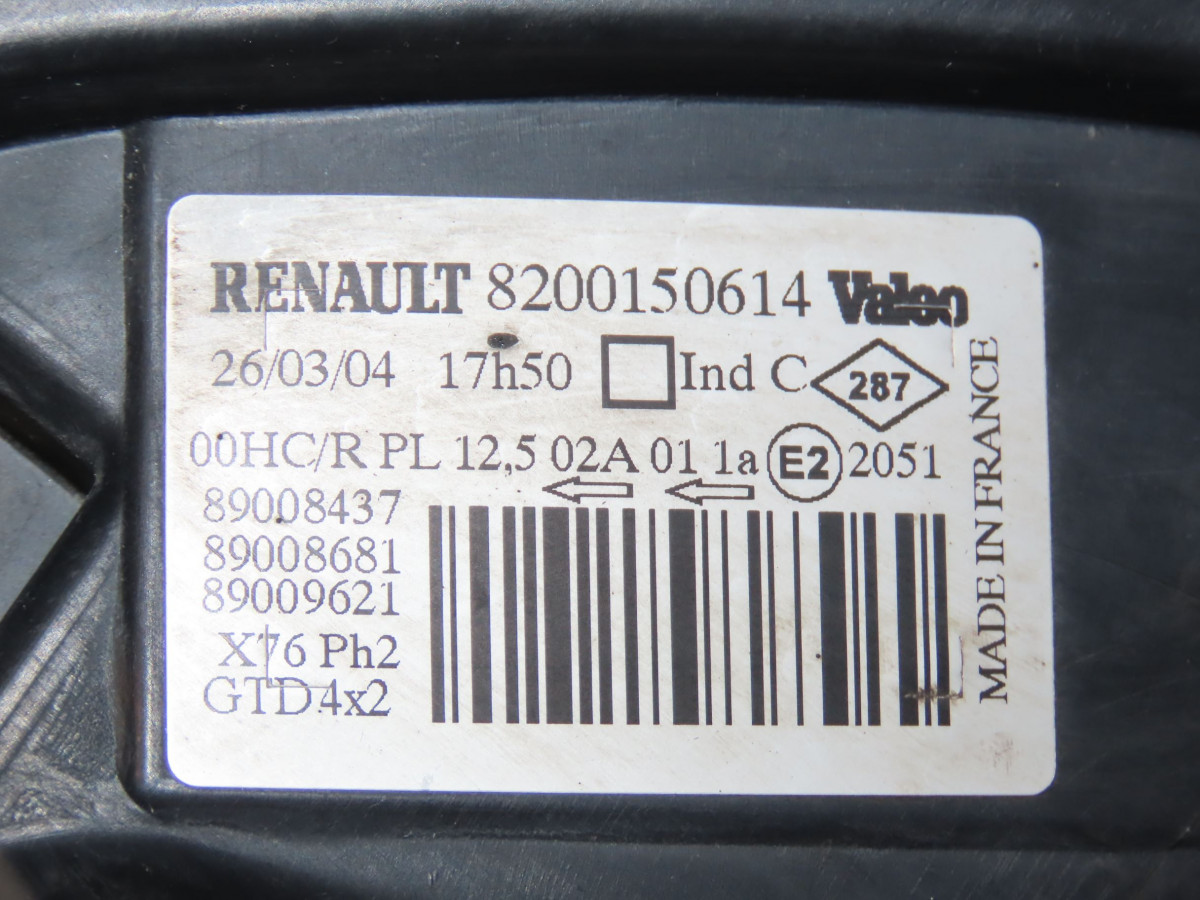 RENAULT 8200150614 Valeo
26/03/04 17h50 Ind C 287
00HC/R PL 12,5 02A 01 1a E2 2051
89008437
89008681
89009621
X76 Ph2
GTD4x2
MADE IN FRANCE